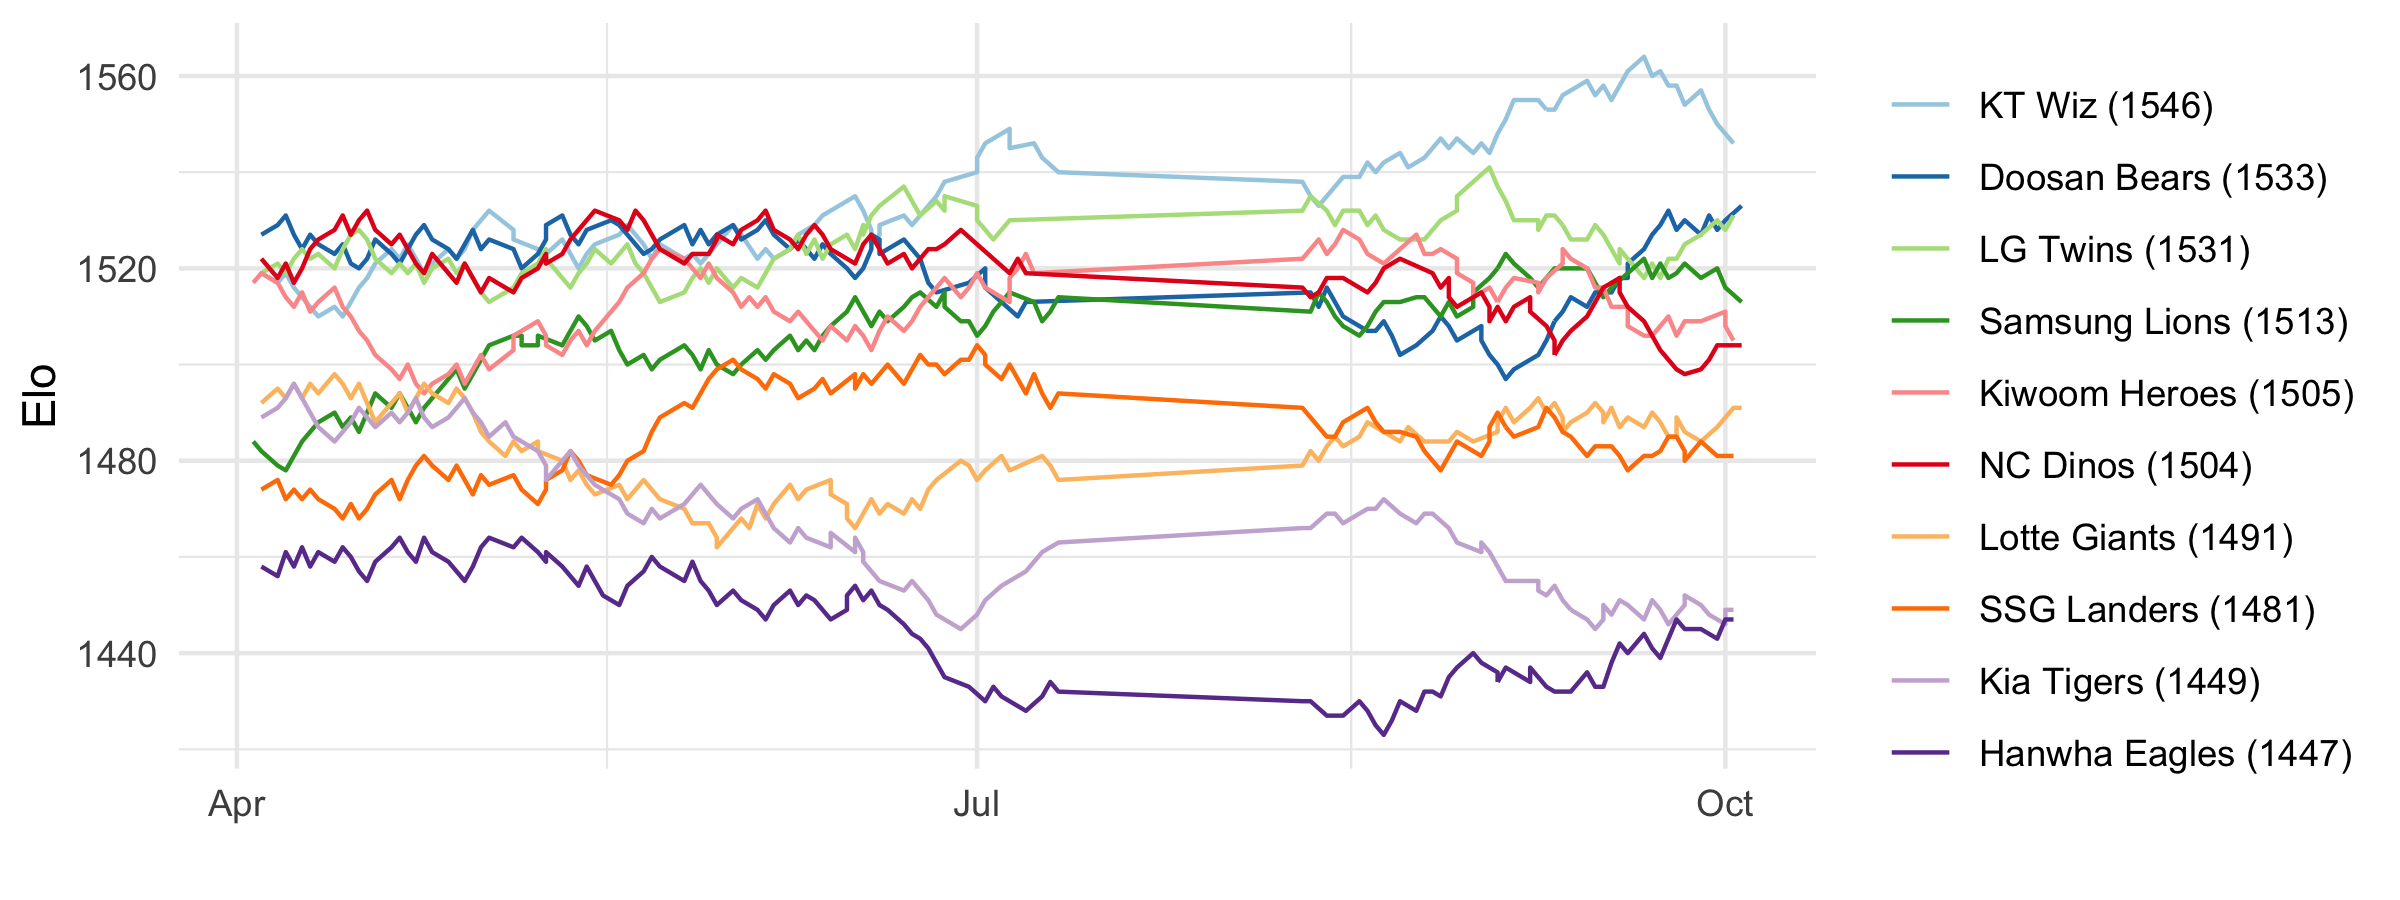 1560
1520
1480
1440
Elo
Apr
Jul
Oct
KT Wiz (1546)
Doosan Bears (1533)
LG Twins (1531)
Samsung Lions (1513)
Kiwoom Heroes (1505)
NC Dinos (1504)
Lotte Giants (1491)
SSG Landers (1481)
Kia Tigers (1449)
Hanwha Eagles (1447)